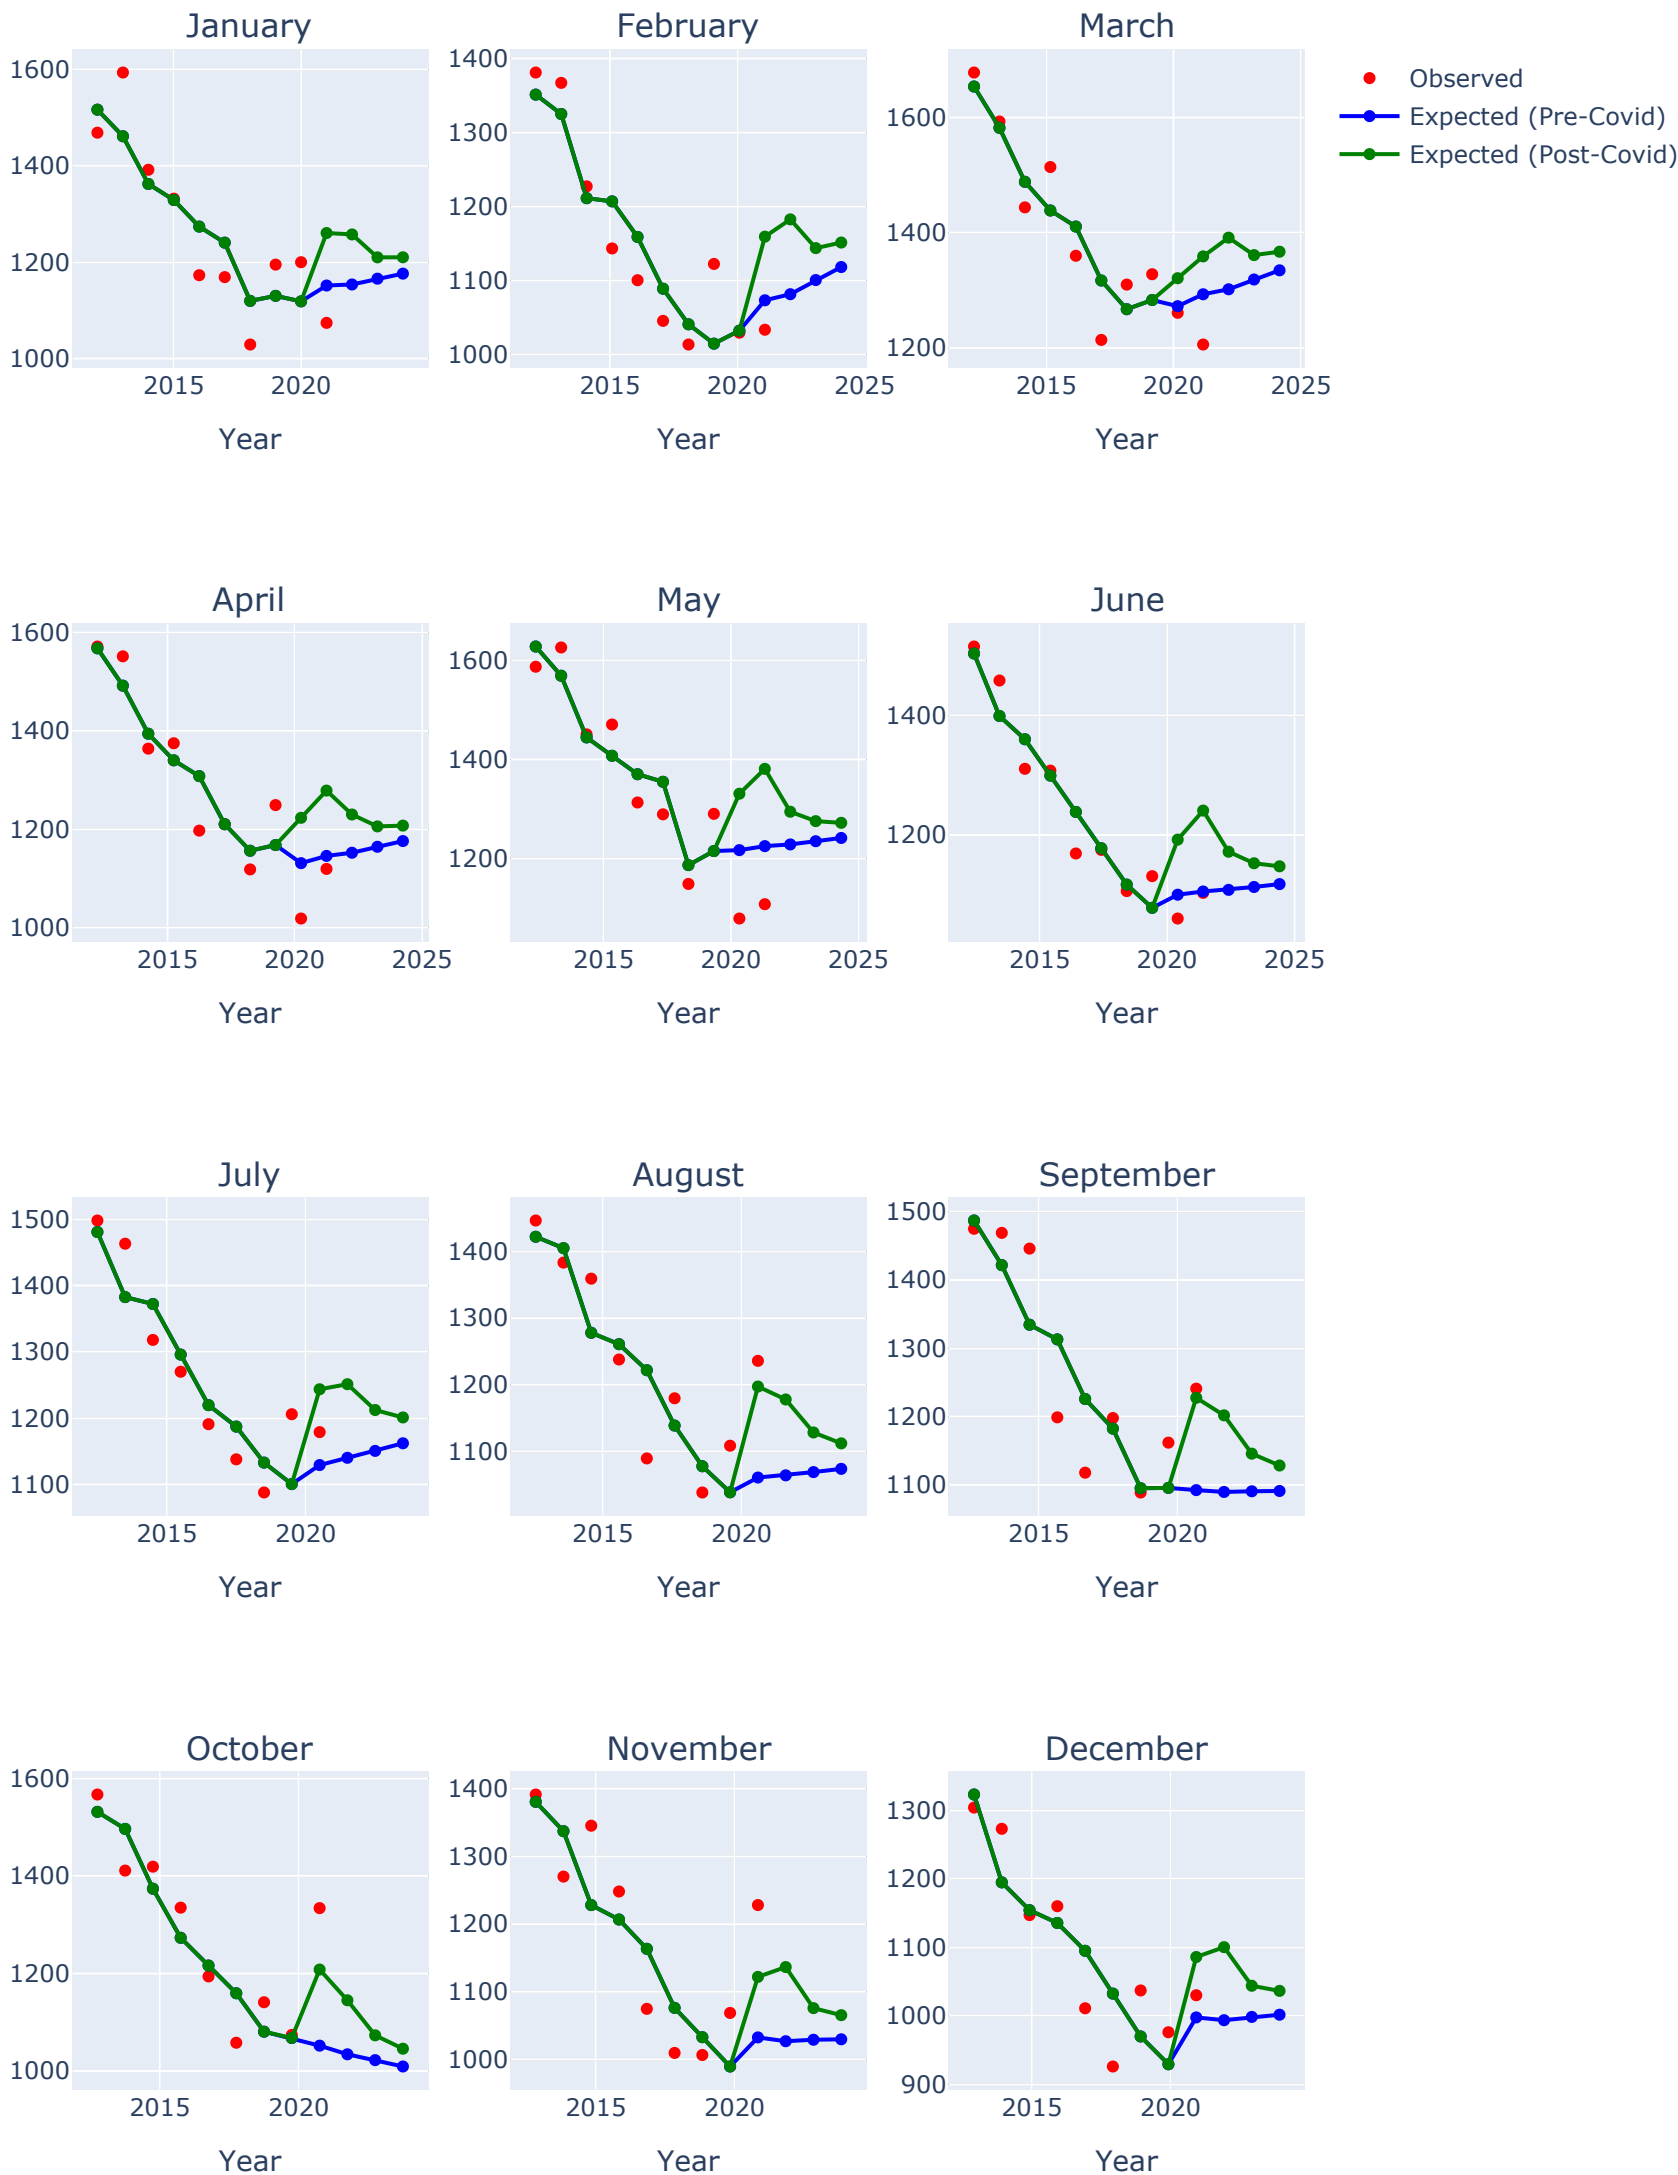 January
February
March
Observed
Expected (Pre-Covid)
Expected (Post-Covid)
1600
1400
1200
1000
2015
2020
Year
1400
1300
1200
1100
1000
2015
2020
2025
Year
1600
1400
1200
2015
2020
2025
Year
April
May
June
1600
1400
1200
1000
2015
2020
2025
Year
1600
1400
1200
2015
2020
2025
Year
1400
1200
2015
2020
2025
Year
July
August
September
1500
1400
1300
1200
1100
2015
2020
Year
1400
1300
1200
1100
2015
2020
Year
1500
1400
1300
1200
1100
2015
2020
Year
October
November
December
1600
1400
1200
1000
2015
2020
Year
1400
1300
1200
1100
1000
2015
2020
Year
1300
1200
1100
1000
900
2015
2020
Year